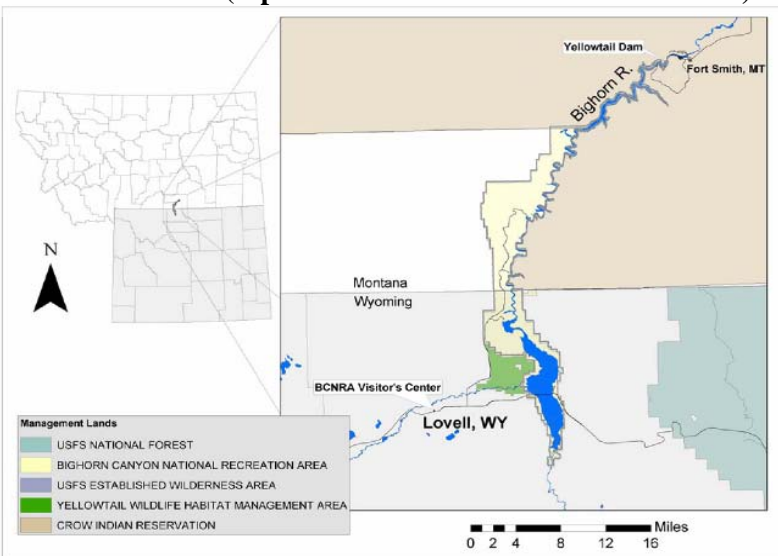 Yellowtail Dam
Fort Smith, MT
Bighorn R.
N
Montana
Wyoming
BCNRA Visitor's Center
Lovell, WY
Management Lands
USFS NATIONAL FOREST
BIGHORN CANYON NATIONAL RECREATION AREA
USFS ESTABLISHED WILDERNESS AREA
YELLOWTAIL WILDLIFE HABITAT MANAGEMENT AREA
CROW INDIAN RESERVATION
Miles
0 2 4 8 12 16